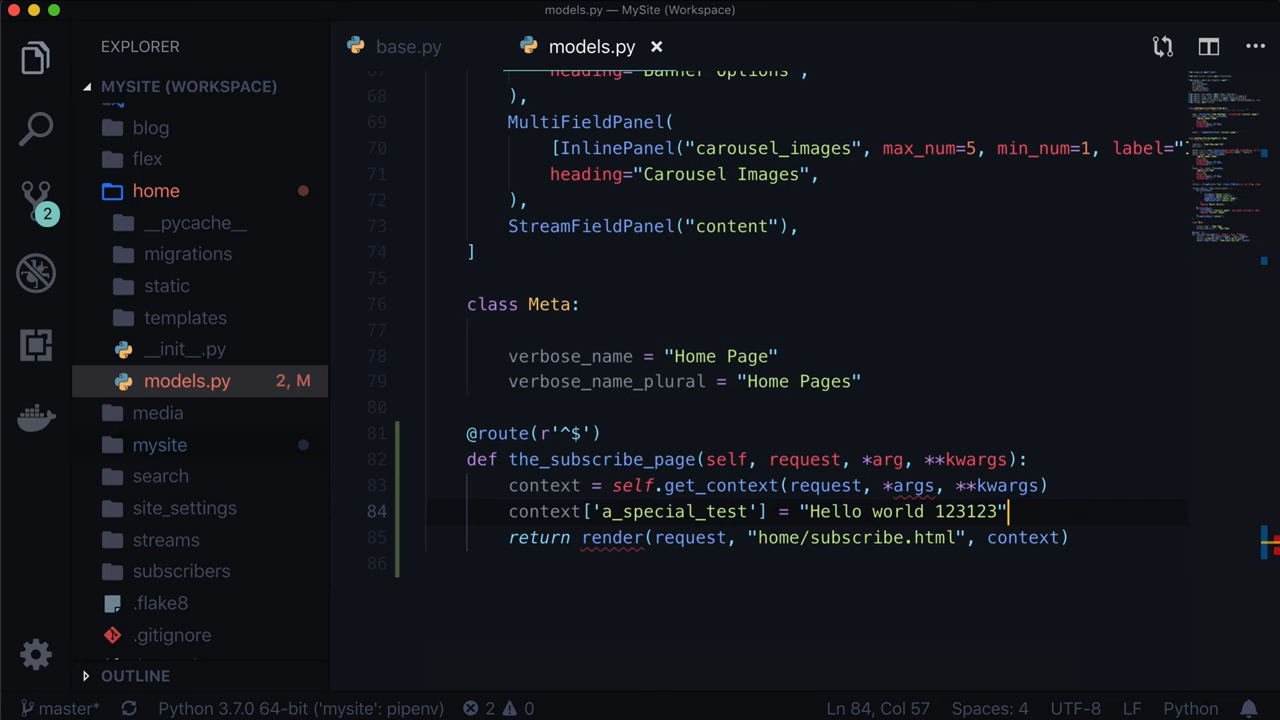 models.py — MySite (Workspace)
EXPLORER
base.py
models.py
MYSITE (WORKSPACE)
blog
flex
home
__pycache__
migrations
static
templates
__init__.py
models.py 2, M
media
mysite
search
site_settings
streams
subscribers
.flake8
.gitignore
OUTLINE
2
67 heading="Banner Options",
68 ),
69 MultiFieldPanel(
70 [InlinePanel("carousel_images", max_num=5, min_num=1, label="
71 heading="Carousel Images",
72 ),
73 StreamFieldPanel("content"),
74 ]
75
76 class Meta:
77
78 verbose_name = "Home Page"
79 verbose_name_plural = "Home Pages"
80
81 @route(r'^$')
82 def the_subscribe_page(self, request, *arg, **kwargs):
83 context = self.get_context(request, *args, **kwargs)
84 context['a_special_test'] = "Hello world 123123"
85 return render(request, "home/subscribe.html", context)
86
master* Python 3.7.0 64-bit ('mysite': pipenv) 2 0 Ln 84, Col 57 Spaces: 4 UTF-8 LF Python